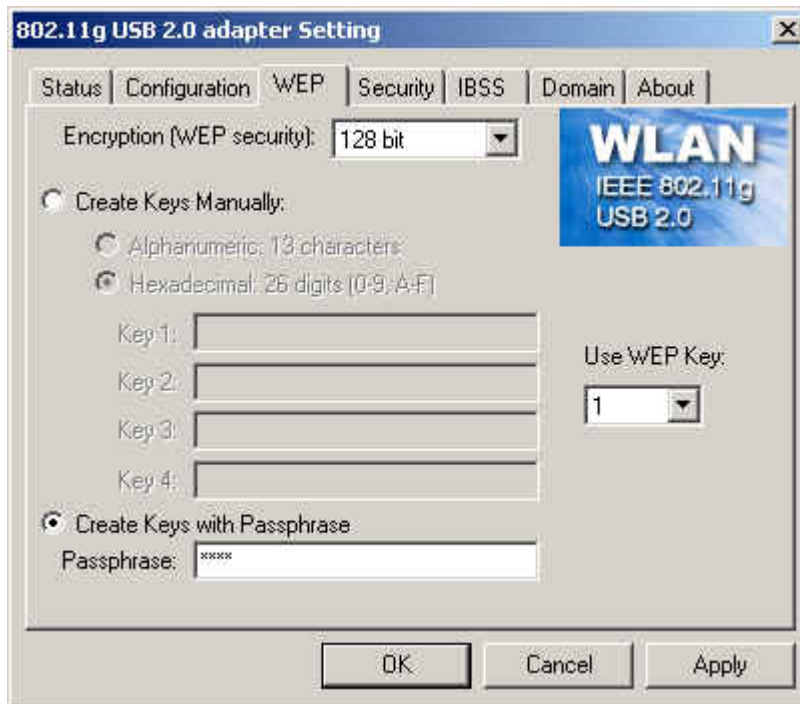 802.11g USB 2.0 adapter Setting
Status Configuration WEP Security IBSS Domain About
Encryption (WEP security): 128 bit
WLAN
IEEE 802.11g
USB 2.0
Create Keys Manually:
Alphanumeric: 13 characters
Hexadecimal: 26 digits (0-9, A-F)
Key 1:
Key 2:
Key 3:
Key 4:
Use WEP Key:
1
Create Keys with Passphrase
Passphrase: ****
OK Cancel Apply